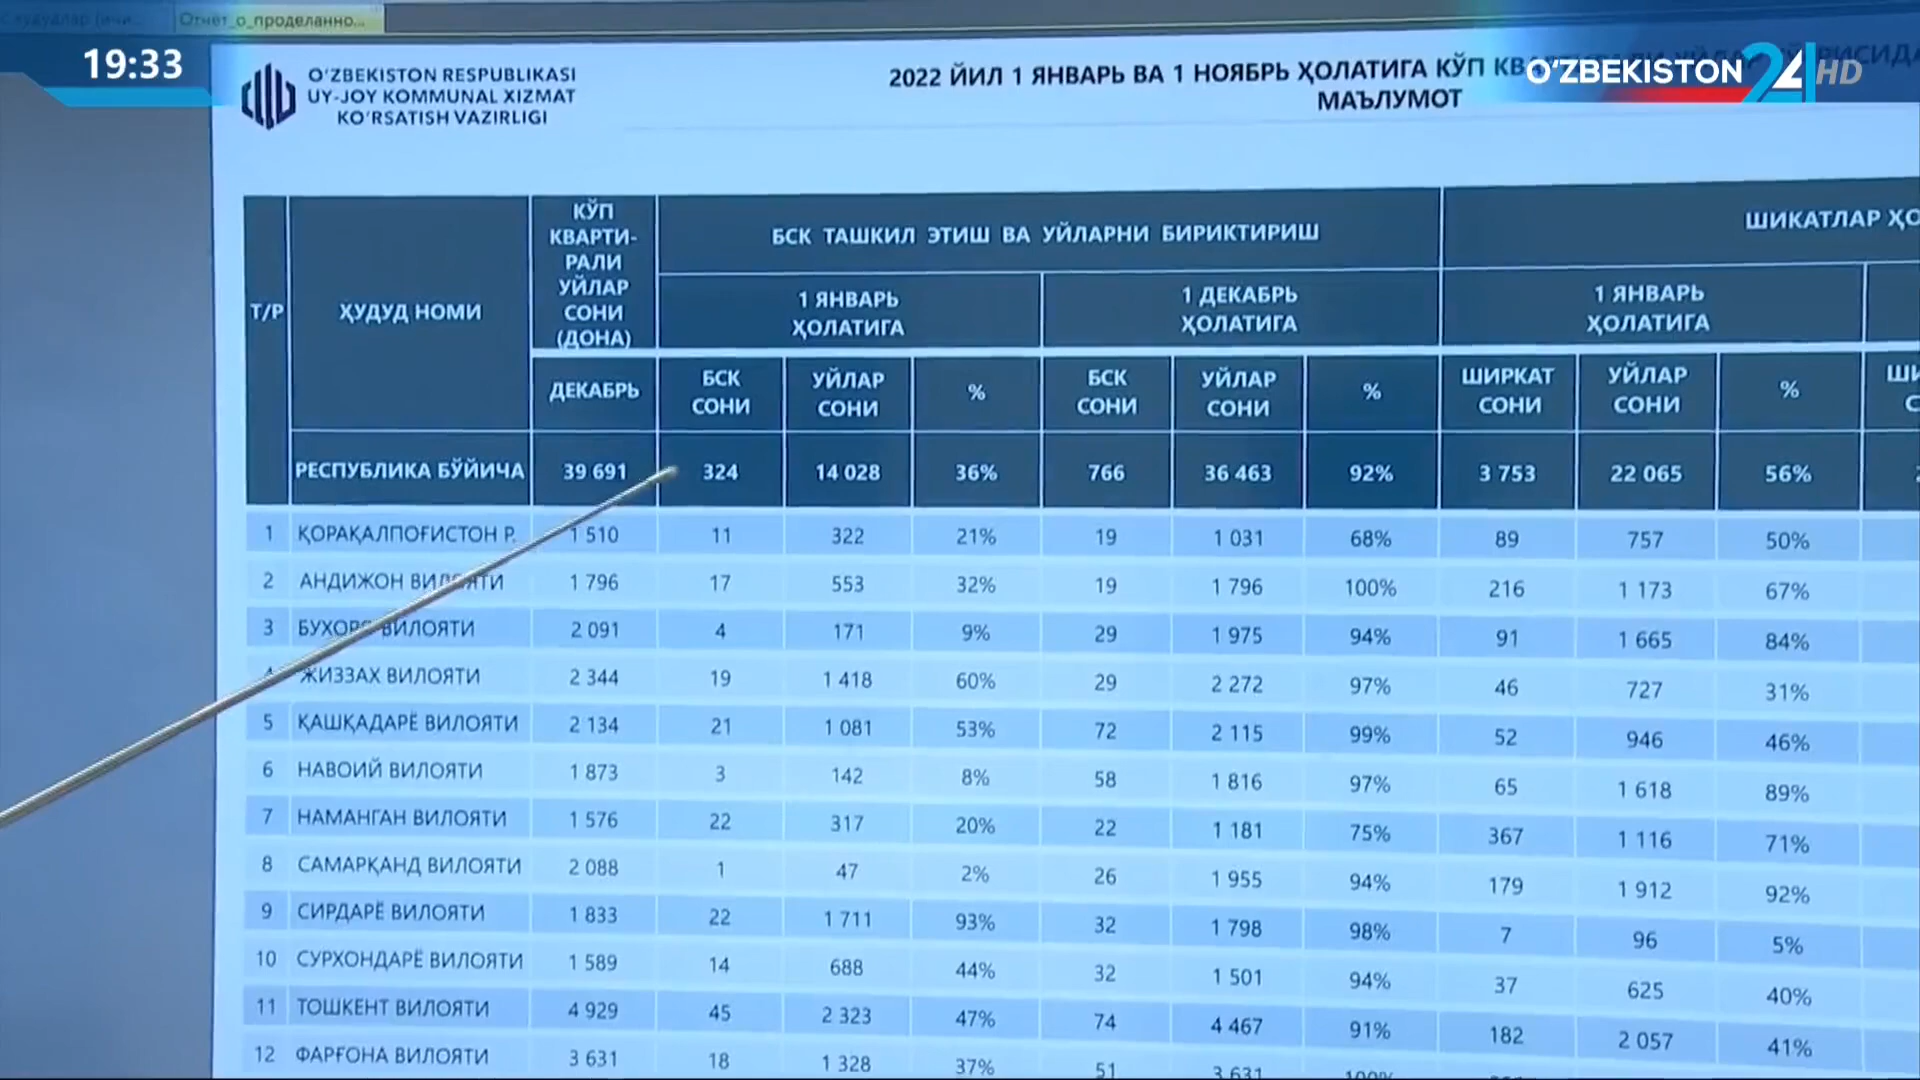 Отчет_о_проделанно...
19:33
O'ZBEKISTON RESPUBLIKASI
UY-JOY KOMMUNAL XIZMAT
KO'RSATISH VAZIRLIGI
2022 ЙИЛ 1 ЯНВАРЬ ВА 1 НОЯБРЬ ҲОЛАТИГА КЎП
МАЪЛУМОТ
O‘ZBEKISTON 24 HD
Т/Р
ҲУДУД НОМИ
КЎП
КВАРТИ-
РАЛИ
УЙЛАР
СОНИ
(ДОНА)
БСК ТАШКИЛ ЭТИШ ВА УЙЛАРНИ БИРИКТИРИШ
ШИКАТЛАР ҲО
1 ЯНВАРЬ
ҲОЛАТИГА
1 ДЕКАБРЬ
ҲОЛАТИГА
1 ЯНВАРЬ
ҲОЛАТИГА
ДЕКАБРЬ
БСК
СОНИ
УЙЛАР
СОНИ
%
БСК
СОНИ
УЙЛАР
СОНИ
%
ШИРКАТ
СОНИ
УЙЛАР
СОНИ
%
РЕСПУБЛИКА БЎЙИЧА 39 691 324 14 028 36% 766 36 463 92% 3 753 22 065 56%
1 ҚОРАҚАЛПОҒИСТОН Р. 1 510 11 322 21% 19 1 031 68% 89 757 50%
2 АНДИЖОН ВИЛОЯТИ 1 796 17 553 32% 19 1 796 100% 216 1 173 67%
3 БУХОРО ВИЛОЯТИ 2 091 4 171 9% 29 1 975 94% 91 1 665 84%
4 ЖИЗЗАХ ВИЛОЯТИ 2 344 19 1 418 60% 29 2 272 97% 46 727 31%
5 ҚАШҚАДАРЁ ВИЛОЯТИ 2 134 21 1 081 53% 72 2 115 99% 52 946 46%
6 НАВОИЙ ВИЛОЯТИ 1 873 3 142 8% 58 1 816 97% 65 1 618 89%
7 НАМАНГАН ВИЛОЯТИ 1 576 22 317 20% 22 1 181 75% 367 1 116 71%
8 САМАРҚАНД ВИЛОЯТИ 2 088 1 47 2% 26 1 955 94% 179 1 912 92%
9 СИРДАРЁ ВИЛОЯТИ 1 833 22 1 711 93% 32 1 798 98% 7 96 5%
10 СУРХОНДАРЁ ВИЛОЯТИ 1 589 14 688 44% 32 1 501 94% 37 625 40%
11 ТОШКЕНТ ВИЛОЯТИ 4 929 45 2 323 47% 74 4 467 91% 182 2 057 41%
12 ФАРҒОНА ВИЛОЯТИ 3 631 18 1 328 37% 51 3 631 100%